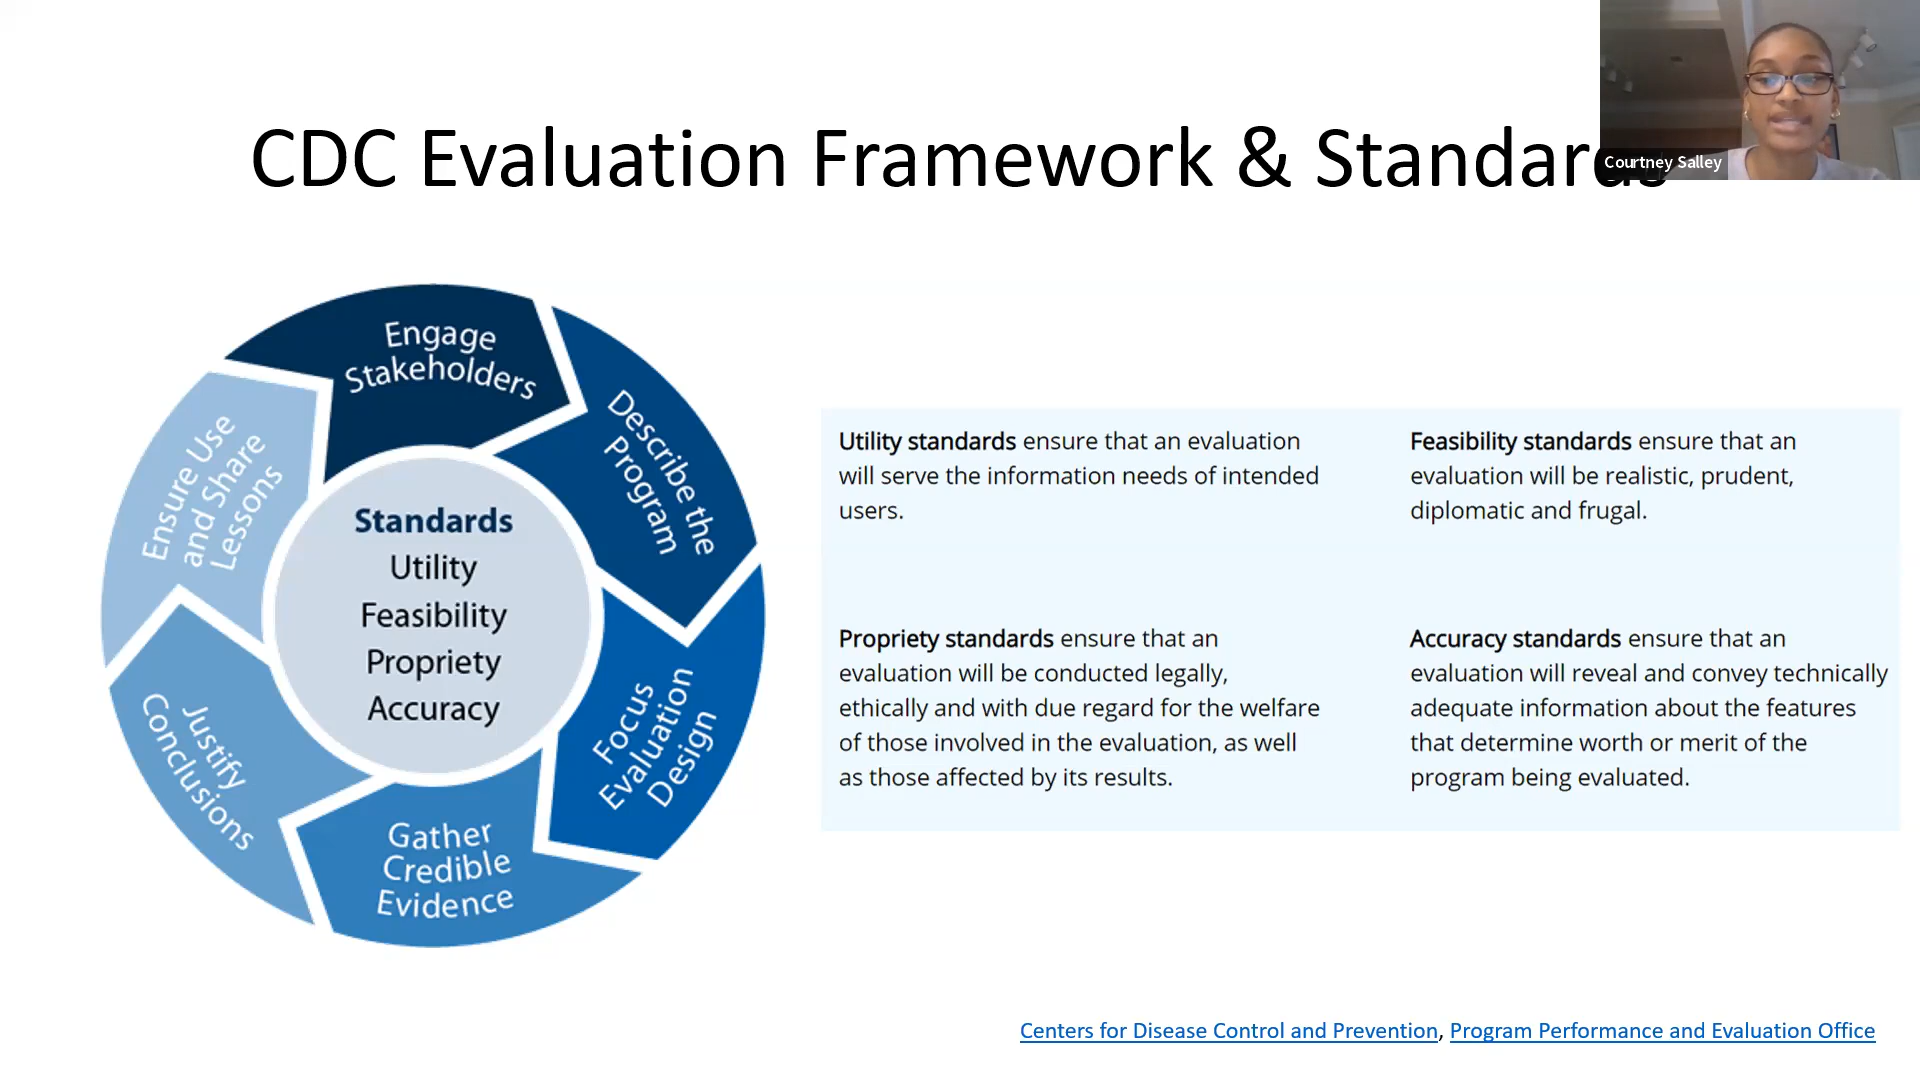 CDC Evaluation Framework & Standards
Courtney Salley
Engage
Stakeholders
Describe the
Program
Focus
Evaluation
Design
Gather
Credible
Evidence
Justify
Conclusions
Ensure Use
and Share
Lessons
Standards
Utility
Feasibility
Propriety
Accuracy
Utility standards ensure that an evaluation
will serve the information needs of intended
users.
Feasibility standards ensure that an
evaluation will be realistic, prudent,
diplomatic and frugal.
Propriety standards ensure that an
evaluation will be conducted legally,
ethically and with due regard for the welfare
of those involved in the evaluation, as well
as those affected by its results.
Accuracy standards ensure that an
evaluation will reveal and convey technically
adequate information about the features
that determine worth or merit of the
program being evaluated.
Centers for Disease Control and Prevention, Program Performance and Evaluation Office